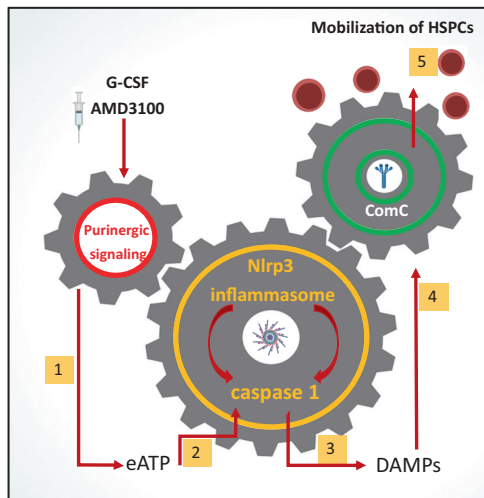 Mobilization of HSPCs
5
G-CSF
AMD3100
ComC
Purinergic
signaling
Nlrp3
inflammasome
4
1
caspase 1
2
3
eATP
DAMPs